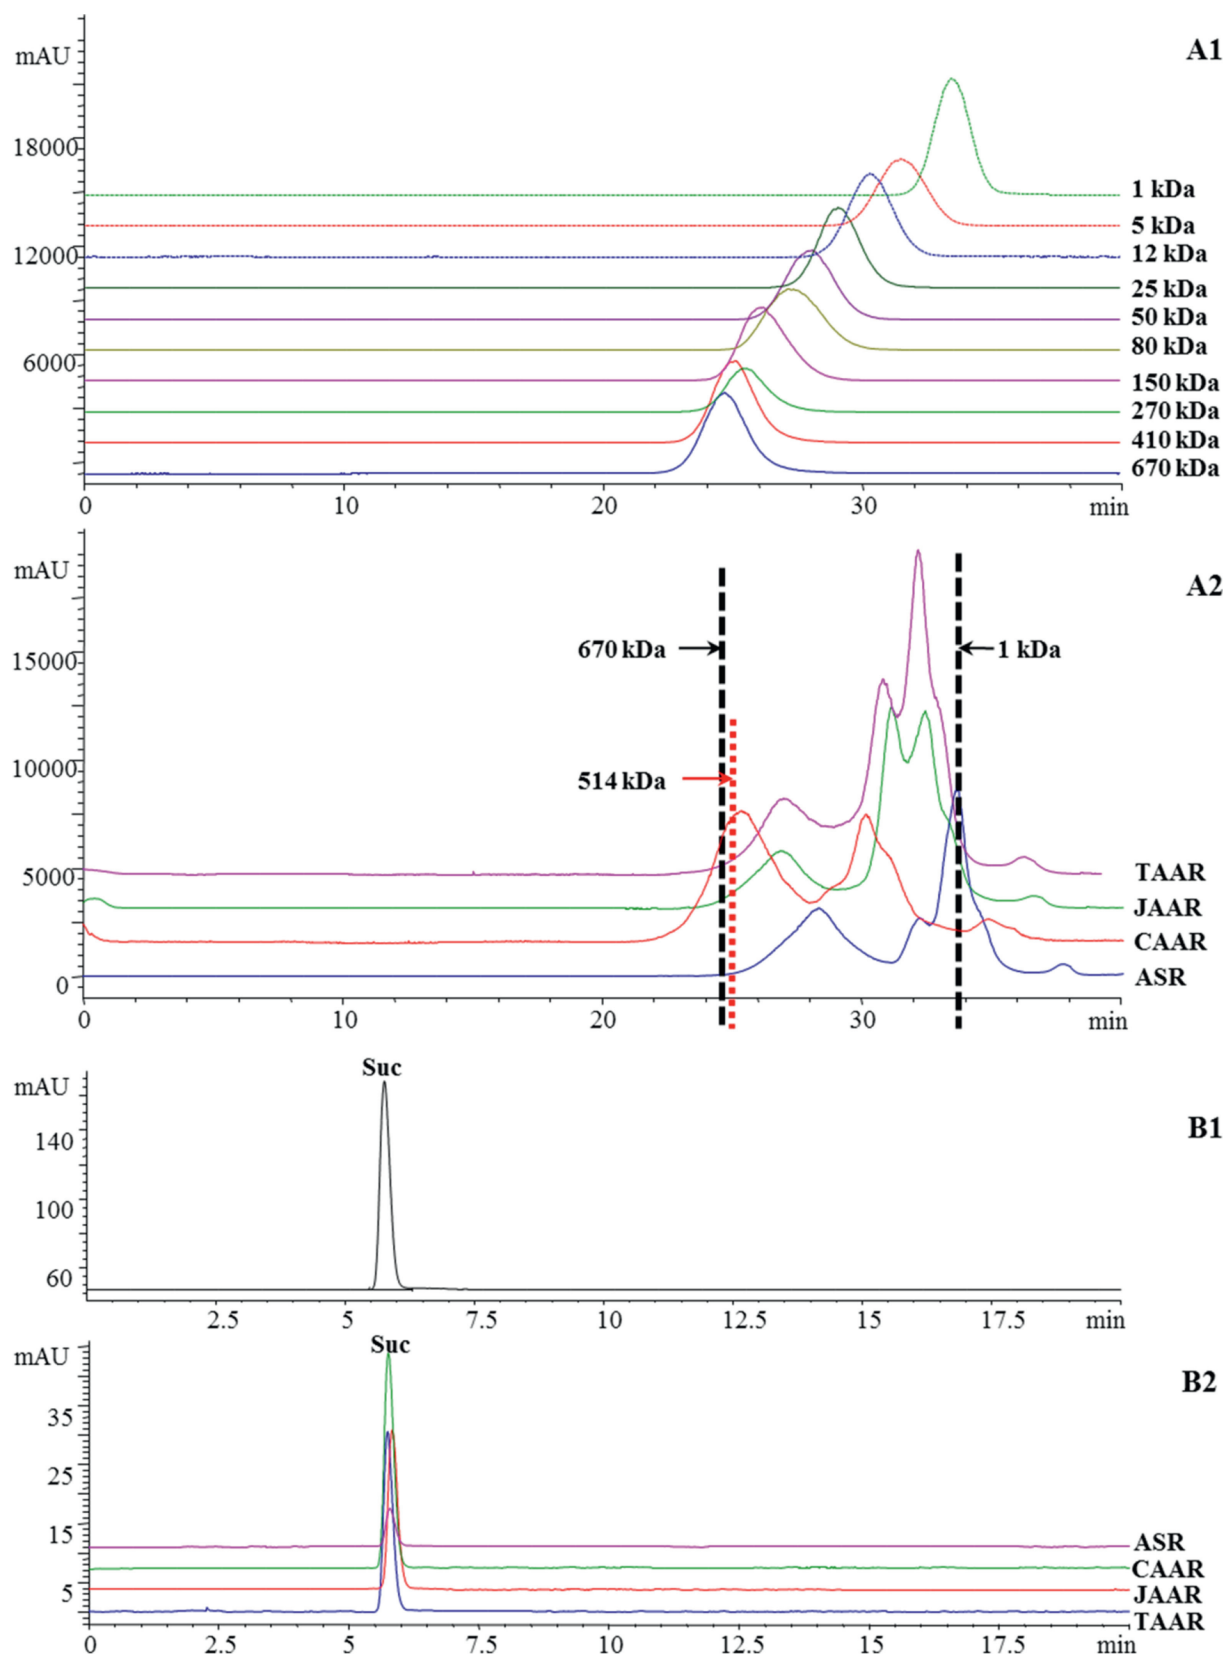 A1
mAU
18000
1 kDa
5 kDa
12000
12 kDa
25 kDa
50 kDa
80 kDa
6000
150 kDa
270 kDa
410 kDa
670 kDa
0 10 20 30 min
mAU
A2
15000
670 kDa
1 kDa
10000
514 kDa
5000
TAAR
JAAR
CAAR
0
ASR
0 10 20 30 min
Suc
mAU
B1
140
100
60
2.5 5 7.5 10 12.5 15 17.5 min
Suc
mAU
B2
35
25
15
ASR
CAAR
5
JAAR
TAAR
0 2.5 5 7.5 10 12.5 15 17.5 min